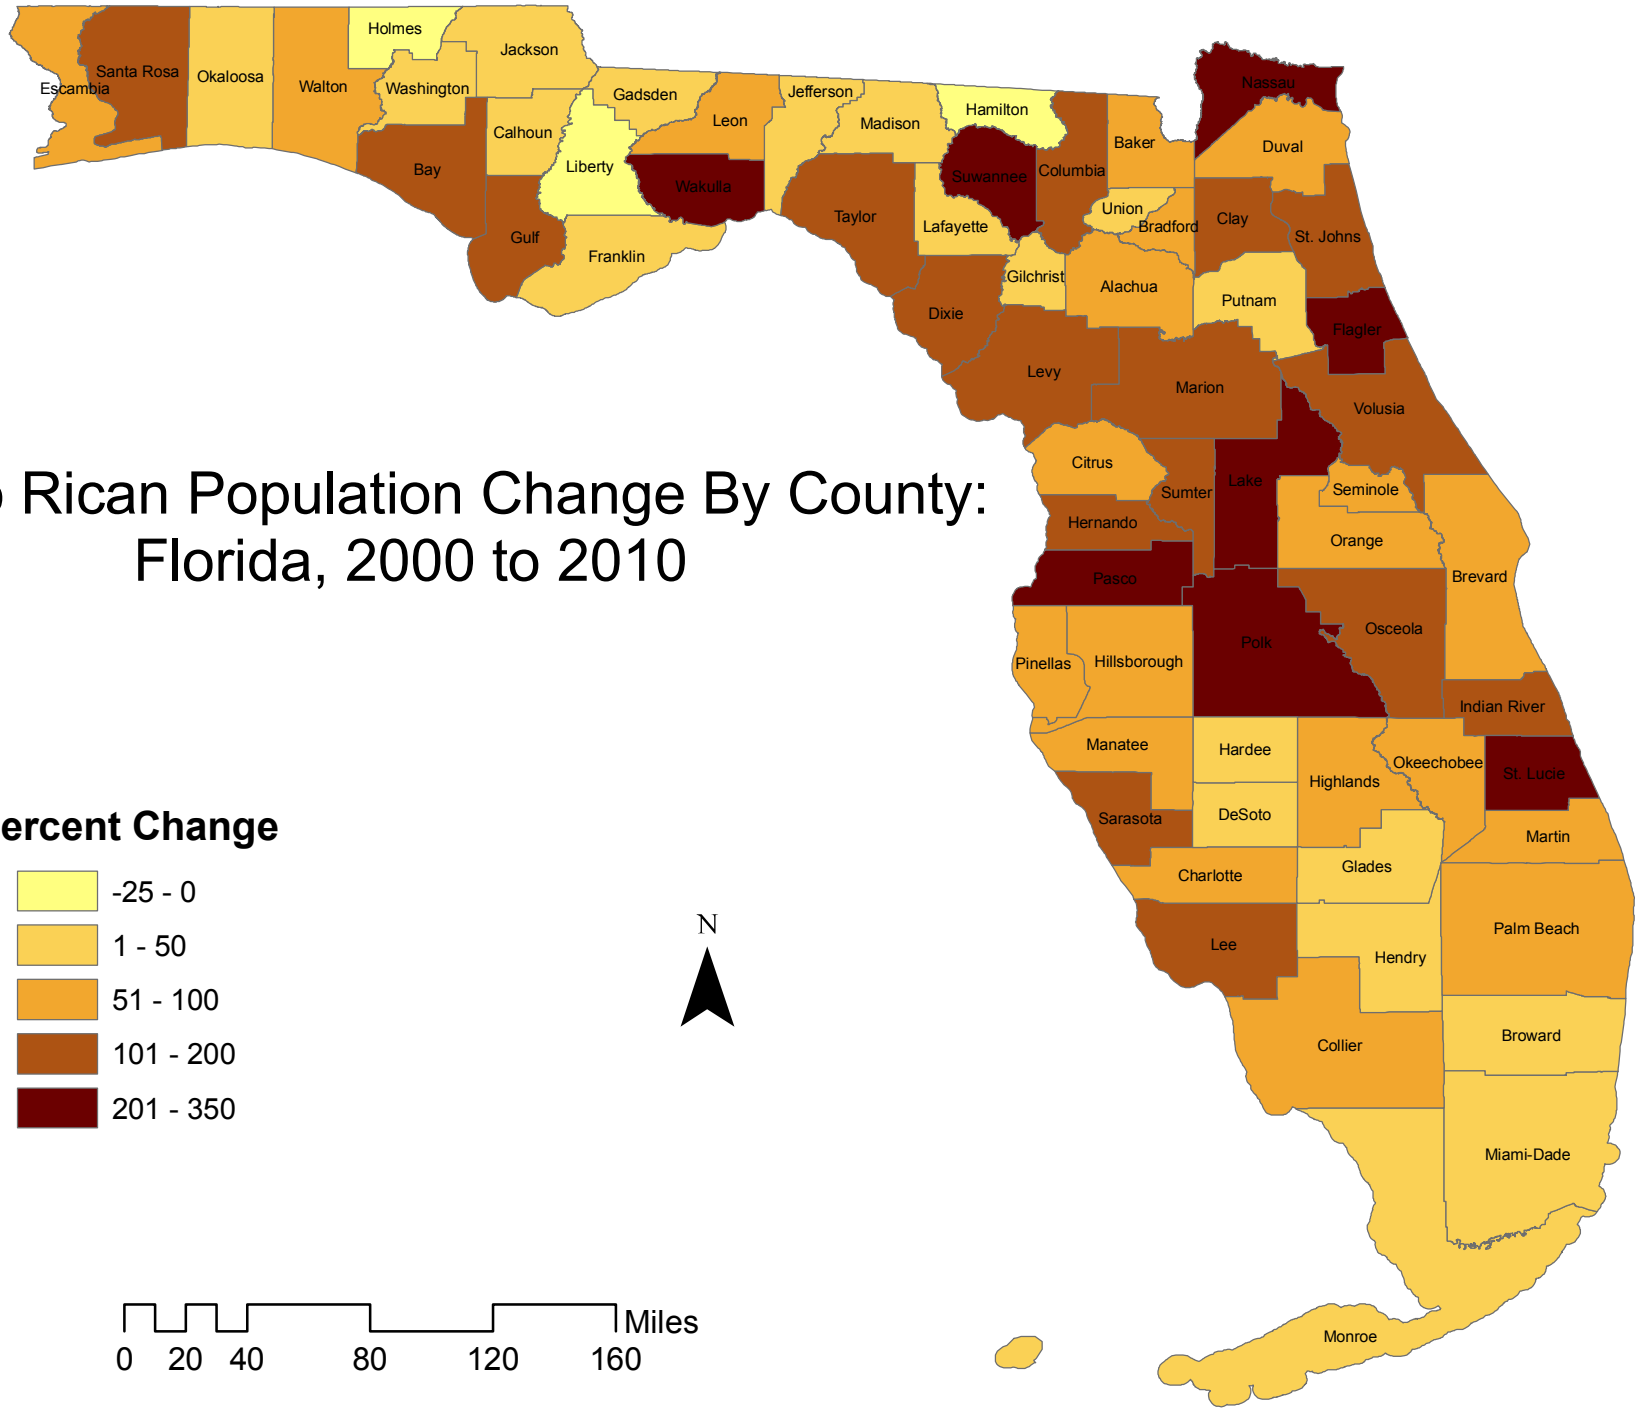 Holmes
Jackson
Santa Rosa
Okaloosa
Walton
Washington
Escambia
Gadsden
Jefferson
Nassau
Leon
Madison
Hamilton
Calhoun
Baker
Duval
Liberty
Bay
Wakulla
Suwannee
Columbia
Union
Taylor
Lafayette
Bradford
Clay
St. Johns
Gulf
Franklin
Gilchrist
Alachua
Putnam
Dixie
Flagler
Levy
Marion
Volusia
Citrus
Lake
Sumter
Seminole
Rican Population Change By County:
Florida, 2000 to 2010
Hernando
Orange
Pasco
Brevard
Osceola
Polk
Pinellas
Hillsborough
Indian River
Manatee
Hardee
Okeechobee
St. Lucie
Highlands
Sarasota
DeSoto
Martin
ercent Change
Glades
Charlotte
-25 - 0
1 - 50
51 - 100
101 - 200
201 - 350
N
Palm Beach
Lee
Hendry
Broward
Collier
Miami-Dade
Monroe
Miles
0 20 40 80 120 160